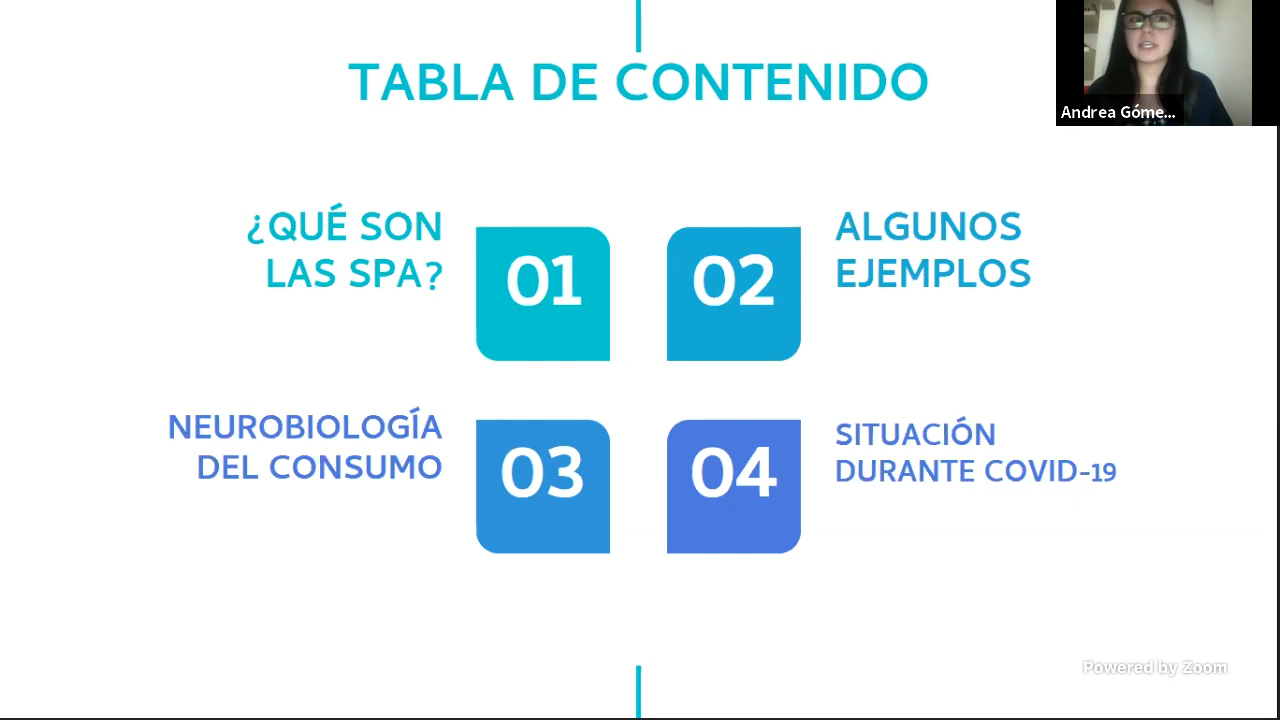 TABLA DE CONTENIDO
Andrea Góme...
¿QUÉ SON
LAS SPA?
01
02
ALGUNOS
EJEMPLOS
NEUROBIOLOGÍA
DEL CONSUMO
03
04
SITUACIÓN
DURANTE COVID-19
Powered by Zoom